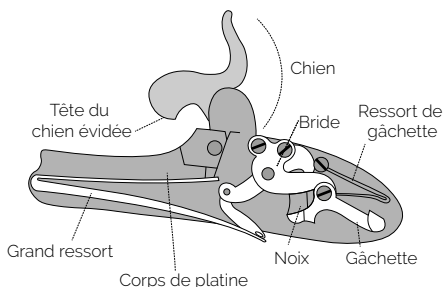 Chien
Tête du
chien évidée
Bride
Ressort de
gâchette
Grand ressort
Corps de platine
Noix
Gâchette